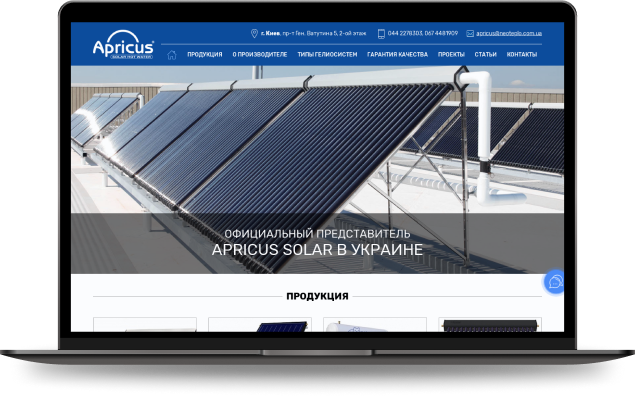 г. Киев, пр-т Ген. Ватутина 5, 2-ой этаж 044 2278303, 067 4481909 apricus@neoteplo.com.ua
Apricus®
SOLAR HOT WATER
ПРОДУКЦИЯ О ПРОИЗВОДИТЕЛЕ ТИПЫ ГЕЛИОСИСТЕМ ГАРАНТИЯ КАЧЕСТВА ПРОЕКТЫ СТАТЬИ КОНТАКТЫ
ОФИЦИАЛЬНЫЙ ПРЕДСТАВИТЕЛЬ
APRICUS SOLAR В УКРАИНЕ
ПРОДУКЦИЯ